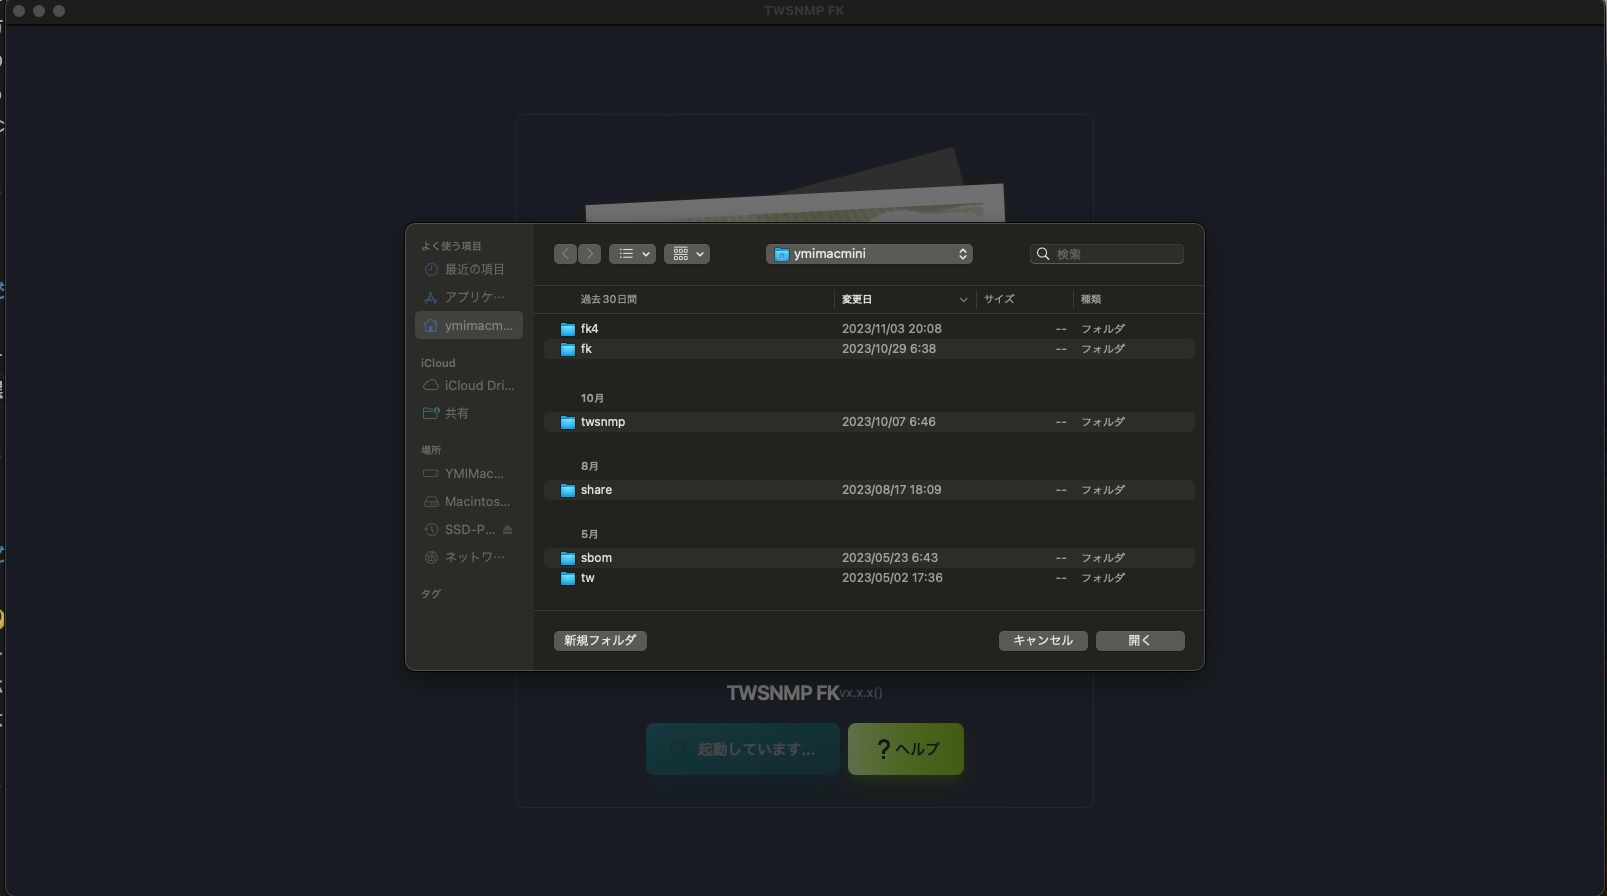 TWSNMP FK
よく使う項目
最近の項目
アプリケ…
ymimacm...
iCloud
iCloud Dri...
共有
場所
YMIMac...
Macintos...
SSD-P...
ネットワ…
タグ
ymimacmini
検索
過去30日間 変更日 サイズ 種類
fk4 2023/11/03 20:08 -- フォルダ
fk 2023/10/29 6:38 -- フォルダ
10月
twsnmp 2023/10/07 6:46 -- フォルダ
8月
share 2023/08/17 18:09 -- フォルダ
5月
sbom 2023/05/23 6:43 -- フォルダ
tw 2023/05/02 17:36 -- フォルダ
新規フォルダ キャンセル 開く
TWSNMP FK vx.x.x()
起動しています... ? ヘルプ